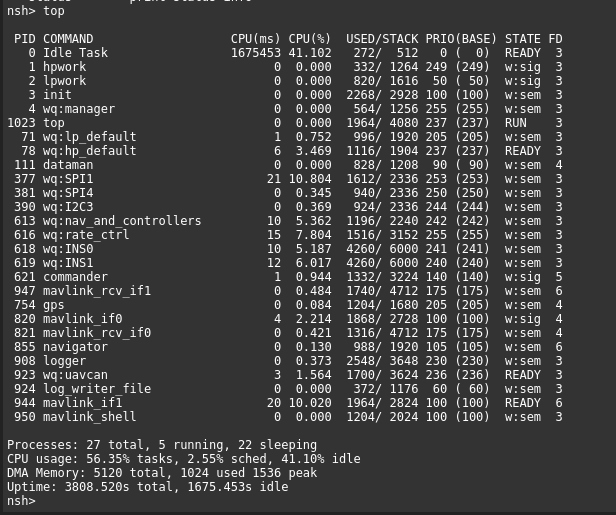 nsh> top
PID COMMAND CPU(ms) CPU(%) USED/STACK PRIO(BASE) STATE FD
0 Idle Task 1675453 41.102 272/ 512 0 ( 0) READY 3
1 hpwork 0 0.000 332/ 1264 249 (249) w:sig 3
2 lpwork 0 0.000 820/ 1616 50 ( 50) w:sig 3
3 init 0 0.000 2268/ 2928 100 (100) w:sem 3
4 wq:manager 0 0.000 564/ 1256 255 (255) w:sem 3
1023 top 0 0.000 1964/ 4080 237 (237) RUN 3
71 wq:lp_default 1 0.752 996/ 1920 205 (205) w:sem 3
78 wq:hp_default 6 3.469 1116/ 1904 237 (237) READY 3
111 dataman 0 0.000 828/ 1208 90 ( 90) w:sem 4
377 wq:SPI1 21 10.804 1612/ 2336 253 (253) w:sem 3
381 wq:SPI4 0 0.345 940/ 2336 250 (250) w:sem 3
390 wq:I2C3 0 0.369 924/ 2336 244 (244) w:sem 3
613 wq:nav_and_controllers 10 5.362 1196/ 2240 242 (242) w:sem 3
616 wq:rate_ctrl 15 7.804 1516/ 3152 255 (255) w:sem 3
618 wq:INS0 10 5.187 4260/ 6000 241 (241) w:sem 3
619 wq:INS1 12 6.017 4260/ 6000 240 (240) w:sem 3
621 commander 1 0.944 1332/ 3224 140 (140) w:sig 5
947 mavlink_rcv_if1 0 0.484 1740/ 4712 175 (175) w:sem 6
754 gps 0 0.084 1204/ 1680 205 (205) w:sem 4
820 mavlink_if0 4 2.214 1868/ 2728 100 (100) w:sig 4
821 mavlink_rcv_if0 0 0.421 1316/ 4712 175 (175) w:sem 4
855 navigator 0 0.130 988/ 1920 105 (105) w:sem 6
908 logger 0 0.373 2548/ 3648 230 (230) w:sem 3
923 wq:uavcan 3 1.564 1700/ 3624 236 (236) READY 3
924 log_writer_file 0 0.000 372/ 1176 60 ( 60) w:sem 3
944 mavlink_if1 20 10.020 1964/ 2824 100 (100) READY 6
950 mavlink_shell 0 0.000 1204/ 2024 100 (100) w:sem 3
Processes: 27 total, 5 running, 22 sleeping
CPU usage: 56.35% tasks, 2.55% sched, 41.10% idle
DMA Memory: 5120 total, 1024 used 1536 peak
Uptime: 3808.520s total, 1675.453s idle
nsh>